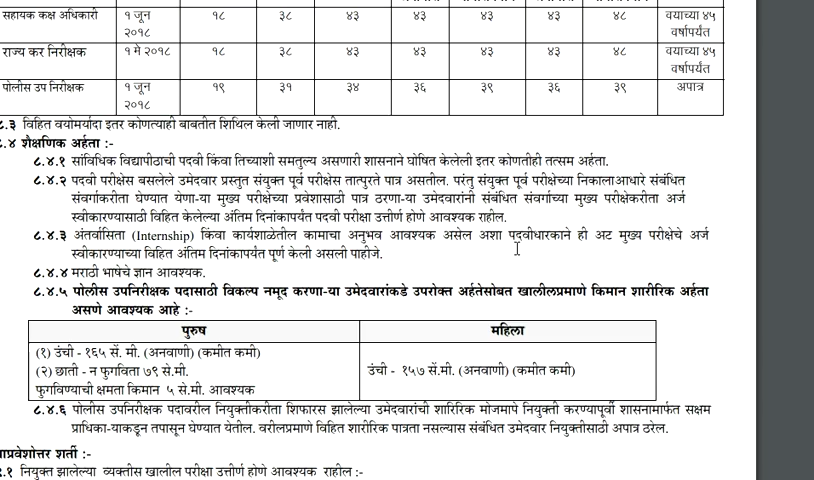 सहायक कक्ष अधिकारी १ जून २०१८ १८ ३८ ४३ ४३ ४३ ४३ ४८ वयाच्या ४५ वर्षापर्यंत
राज्य कर निरीक्षक १ मे २०१८ १८ ३८ ४३ ४३ ४३ ४३ ४८ वयाच्या ४५ वर्षापर्यंत
पोलीस उप निरीक्षक १ जून २०१८ १९ ३१ ३४ ३६ ३९ ३६ ३९ अपात्र
८.३ विहित वयोमर्यादा इतर कोणत्याही बाबतीत शिथिल केली जाणार नाही.
८.४ शैक्षणिक अर्हता :-
८.४.१ सांविधिक विद्यापीठाची पदवी किंवा तिच्याशी समतुल्य असणारी शासनाने घोषित केलेली इतर कोणतीही तत्सम अर्हता.
८.४.२ पदवी परीक्षेस बसलेले उमेदवार प्रस्तुत संयुक्त पूर्व परीक्षेस तात्पुरते पात्र असतील. परंतु संयुक्त पूर्व परीक्षेच्या निकालाआधारे संबंधित
संवर्गाकरीता घेण्यात येणा-या मुख्य परीक्षेच्या प्रवेशासाठी पात्र ठरणा-या उमेदवारांनी संबंधित संवर्गाच्या मुख्य परीक्षेकरीता अर्ज
स्वीकारण्यासाठी विहित केलेल्या अंतिम दिनांकापर्यंत पदवी परीक्षा उत्तीर्ण होणे आवश्यक राहील.
८.४.३ अंतर्वासिता (Internship) किंवा कार्यशाळेतील कामाचा अनुभव आवश्यक असेल अशा पदवीधारकाने ही अट मुख्य परीक्षेचे अर्ज
स्वीकारण्याच्या विहित अंतिम दिनांकापर्यंत पूर्ण केली असली पाहीजे.
८.४.४ मराठी भाषेचे ज्ञान आवश्यक.
८.४.५ पोलीस उपनिरीक्षक पदासाठी विकल्प नमूद करणा-या उमेदवारांकडे उपरोक्त अर्हतेसोबत खालीलप्रमाणे किमान शारीरिक अर्हता
असणे आवश्यक आहे :-
पुरुष महिला
(१) उंची - १६५ सें. मी. (अनवाणी) (कमीत कमी)
(२) छाती - न फुगविता ७९ से.मी.
फुगविण्याची क्षमता किमान ५ से.मी. आवश्यक
उंची - १५७ सें.मी. (अनवाणी) (कमीत कमी)
८.४.६ पोलीस उपनिरीक्षक पदावरील नियुक्तीकरीता शिफारस झालेल्या उमेदवारांची शारिरिक मोजमापे नियुक्ती करण्यापूर्वी शासनामार्फत सक्षम
प्राधिका-याकडून तपासून घेण्यात येतील. वरीलप्रमाणे विहित शारीरिक पात्रता नसल्यास संबंधित उमेदवार नियुक्तीसाठी अपात्र ठरेल.
वाप्रवेशोत्तर शर्ती :-
९.१ नियुक्त झालेल्या व्यक्तीस खालील परीक्षा उत्तीर्ण होणे आवश्यक राहील :-